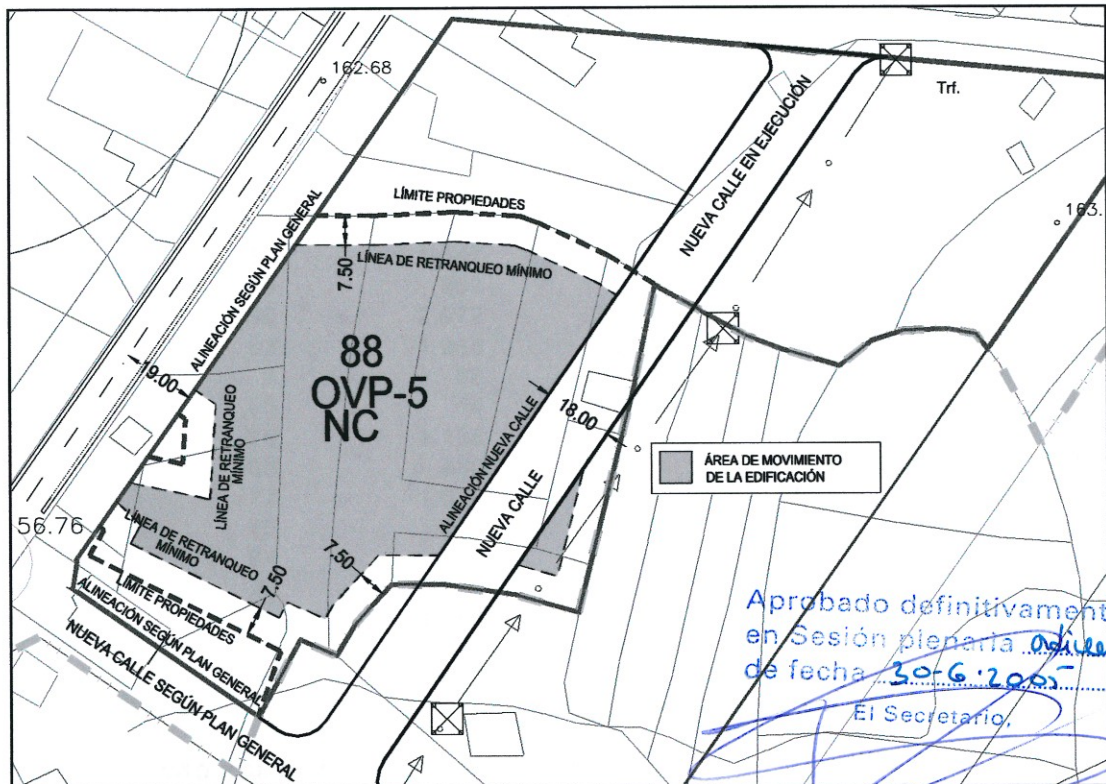 162.68
Trf.
163.
NUEVA CALLE EN EJECUCIÓN
LÍMITE PROPIEDADES
ALINEACIÓN SEGÚN PLAN GENERAL
LÍNEA DE RETRANQUEO MÍNIMO
7.50
88
OVP-5
NC
9.00
LÍNEA DE RETRANQUEO
MÍNIMO
ALINEACIÓN NUEVA CALLE
18.00
NUEVA CALLE
ÁREA DE MOVIMIENTO
DE LA EDIFICACIÓN
56.76
LÍNEA DE RETRANQUEO
MÍNIMO
7.50
7.50
LÍMITE PROPIEDADES
ALINEACIÓN SEGÚN PLAN GENERAL
NUEVA CALLE SEGÚN PLAN GENERAL
Aprobado definitivament
en Sesión plenaria
de fecha 30-6-2005
El Secretario,